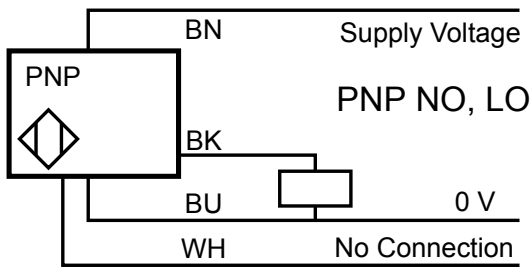 BN Supply Voltage
PNP
PNP NO, LO
BK
BU 0 V
WH No Connection